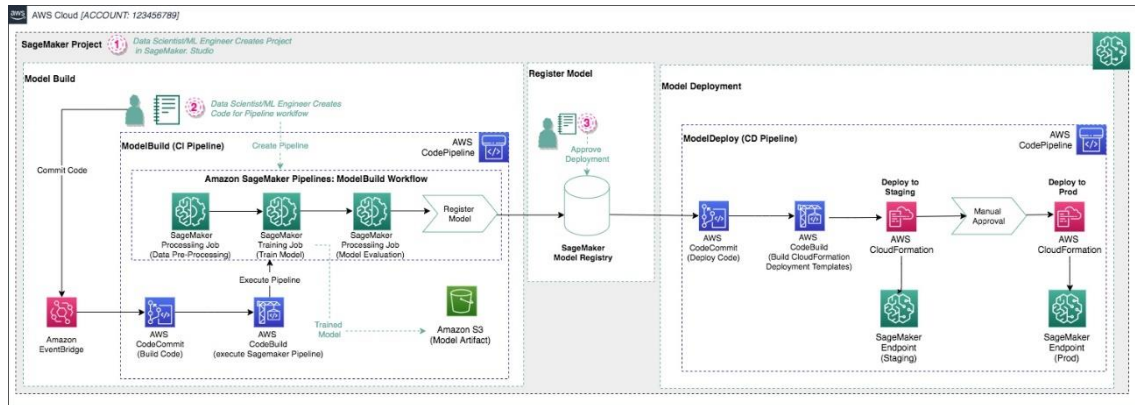 aws
AWS Cloud [ACCOUNT: 123456789]
SageMaker Project
1
Data Scientist/ML Engineer Creates Project
in SageMaker. Studio
Model Build
2
Data Scientist/ML Engineer Creates
Code for Pipeline worklfow
Commit Code
ModelBuild (CI Pipeline)
Create Pipeline
AWS
CodePipeline
Amazon SageMaker Pipelines: ModelBuild Workflow
SageMaker
Processiing Job
(Data Pre-Processing)
SageMaker
Training Job
(Train Model)
SageMaker
Processiing Job
(Model Evaluation)
Register
Model
Execute Pipeline
Amazon
EventBridge
AWS
CodeCommit
(Build Code)
AWS
CodeBuild
(execute Sagemaker Pipeline)
Trained
Model
Amazon S3
(Model Artifact)
Register Model
3
Approve
Deployment
SageMaker
Model Registry
Model Deployment
ModelDeploy (CD Pipeline)
AWS
CodePipeline
AWS
CodeCommit
(Deploy Code)
AWS
CodeBuild
(Build CloudFormation
Deployment Templates)
Deploy to
Staging
AWS
CloudFormation
Manual
Approval
Deploy to
Prod
AWS
CloudFormation
SageMaker
Endpoint
(Staging)
SageMaker
Endpoint
(Prod)